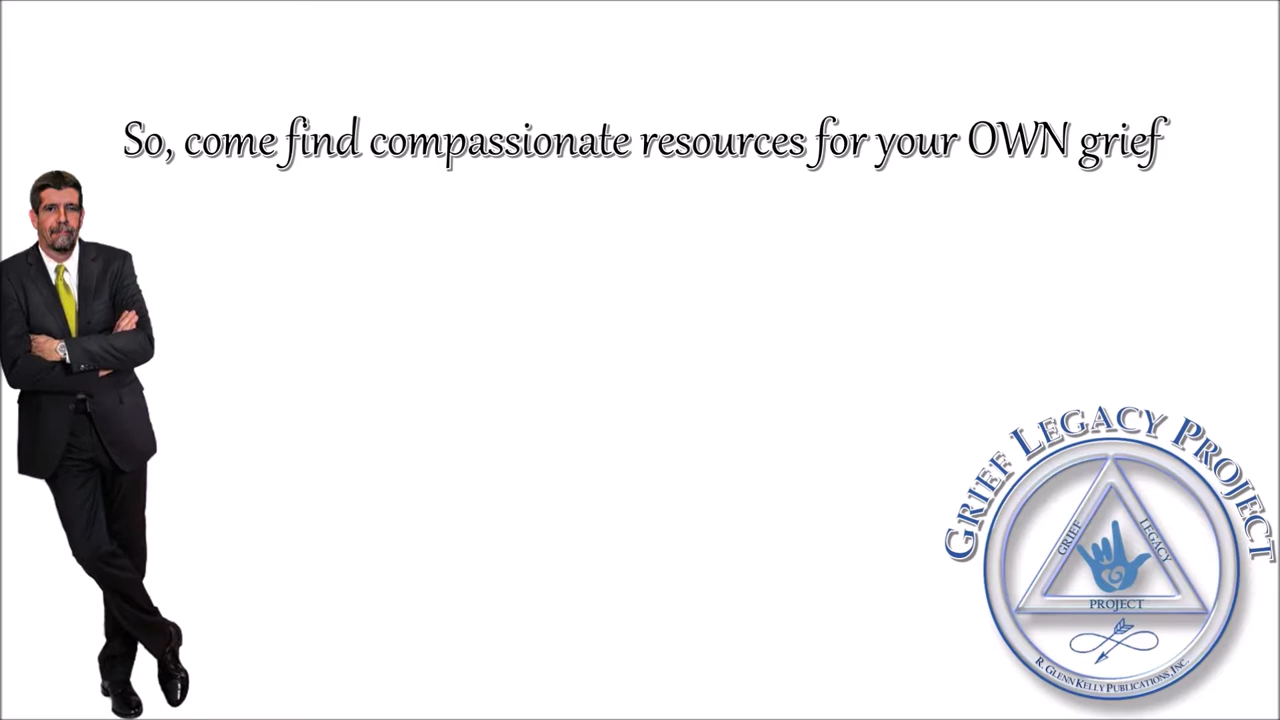 So, come find compassionate resources for your OWN grief
GRIEF LEGACY PROJECT
GRIEF
LEGACY
PROJECT
R. GLENN KELLY PUBLICATIONS, INC.